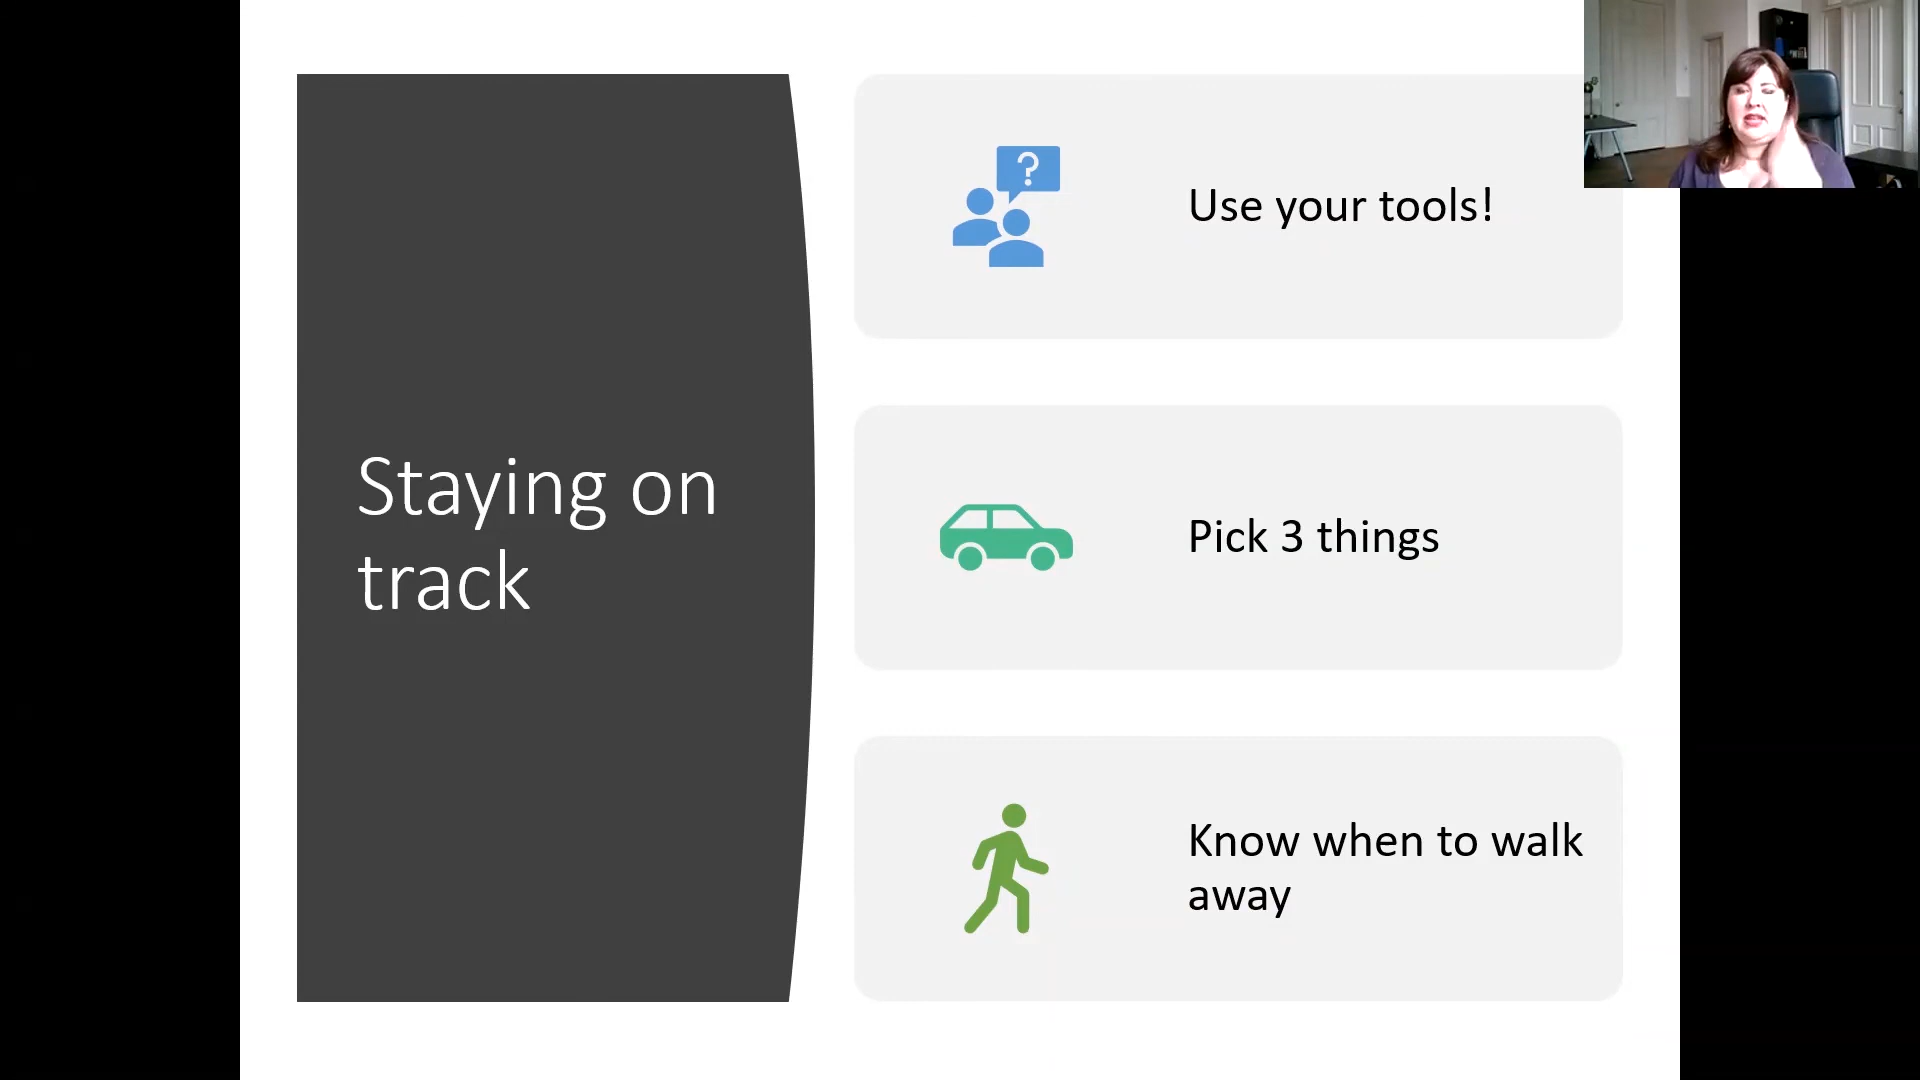 Staying on
track
?
Use your tools!
Pick 3 things
Know when to walk
away